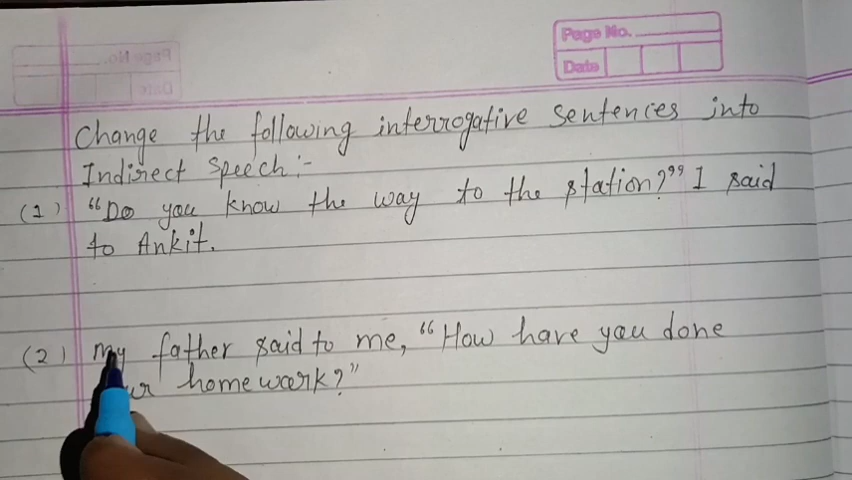 Page No.
Date
Change the following interrogative sentences into
Indirect Speech:-
(1) "Do you know the way to the station?" I said
to Ankit.
(2) My father said to me, "How have you done
homework?"